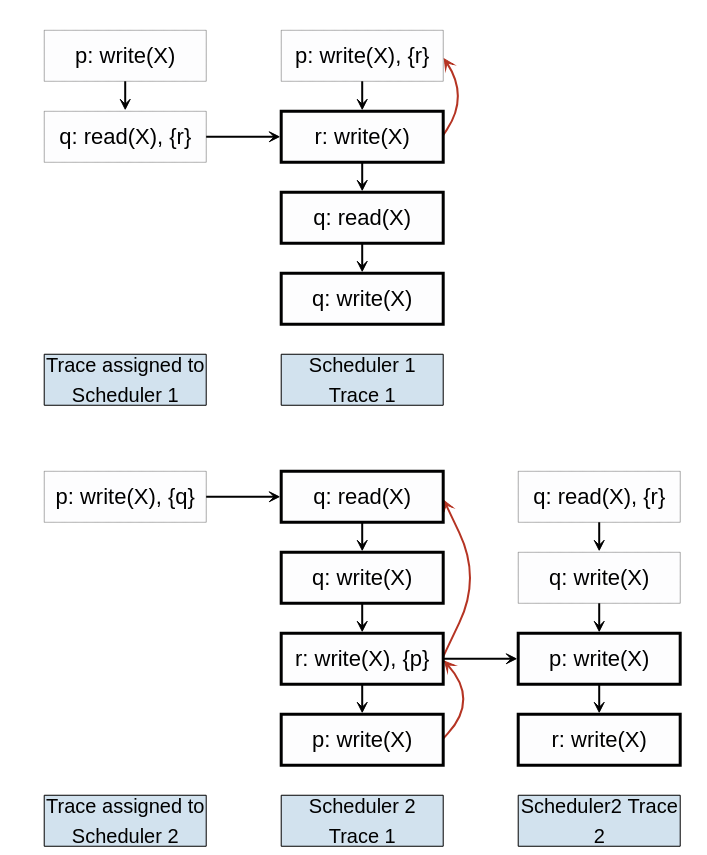 p: write(X)
p: write(X), {r}
q: read(X), {r}
r: write(X)
q: read(X)
q: write(X)
Trace assigned to
Scheduler 1
Scheduler 1
Trace 1
p: write(X), {q}
q: read(X)
q: read(X), {r}
q: write(X)
q: write(X)
r: write(X), {p}
p: write(X)
p: write(X)
r: write(X)
Trace assigned to
Scheduler 2
Scheduler 2
Trace 1
Scheduler2 Trace
2